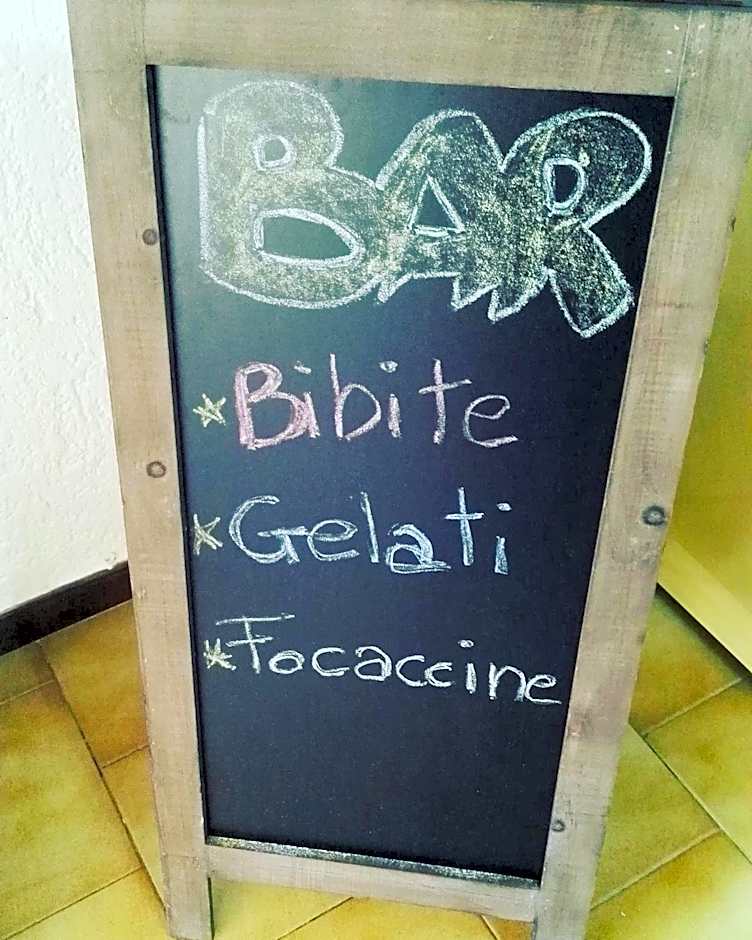 BAR
* Bibite
* Gelati
* Focaccine